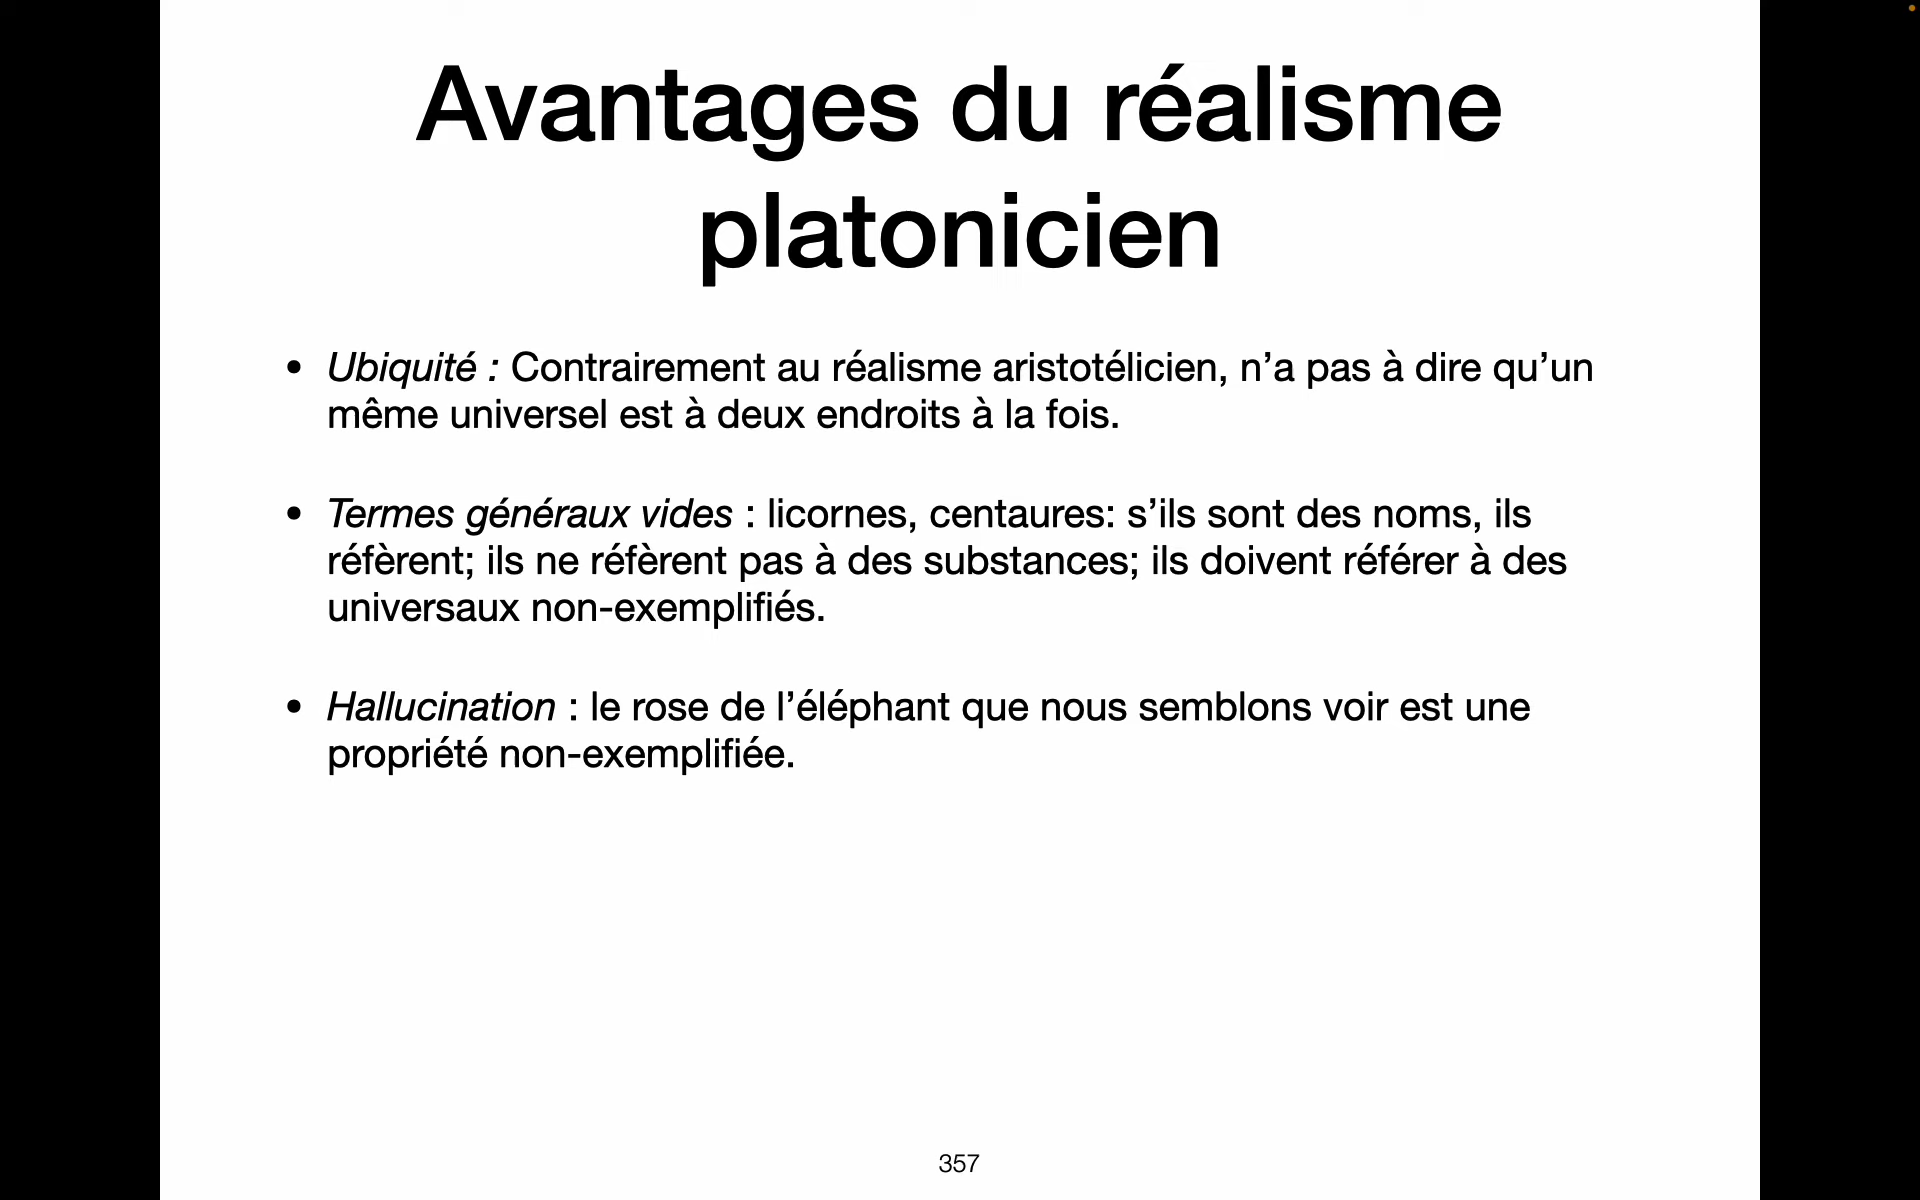 Avantages du réalisme
platonicien
• Ubiquité : Contrairement au réalisme aristotélicien, n’a pas à dire qu’un
même universel est à deux endroits à la fois.
• Termes généraux vides : licornes, centaures: s’ils sont des noms, ils
réfèrent; ils ne réfèrent pas à des substances; ils doivent référer à des
universaux non-exemplifiés.
• Hallucination : le rose de l’éléphant que nous semblons voir est une
propriété non-exemplifiée.
357